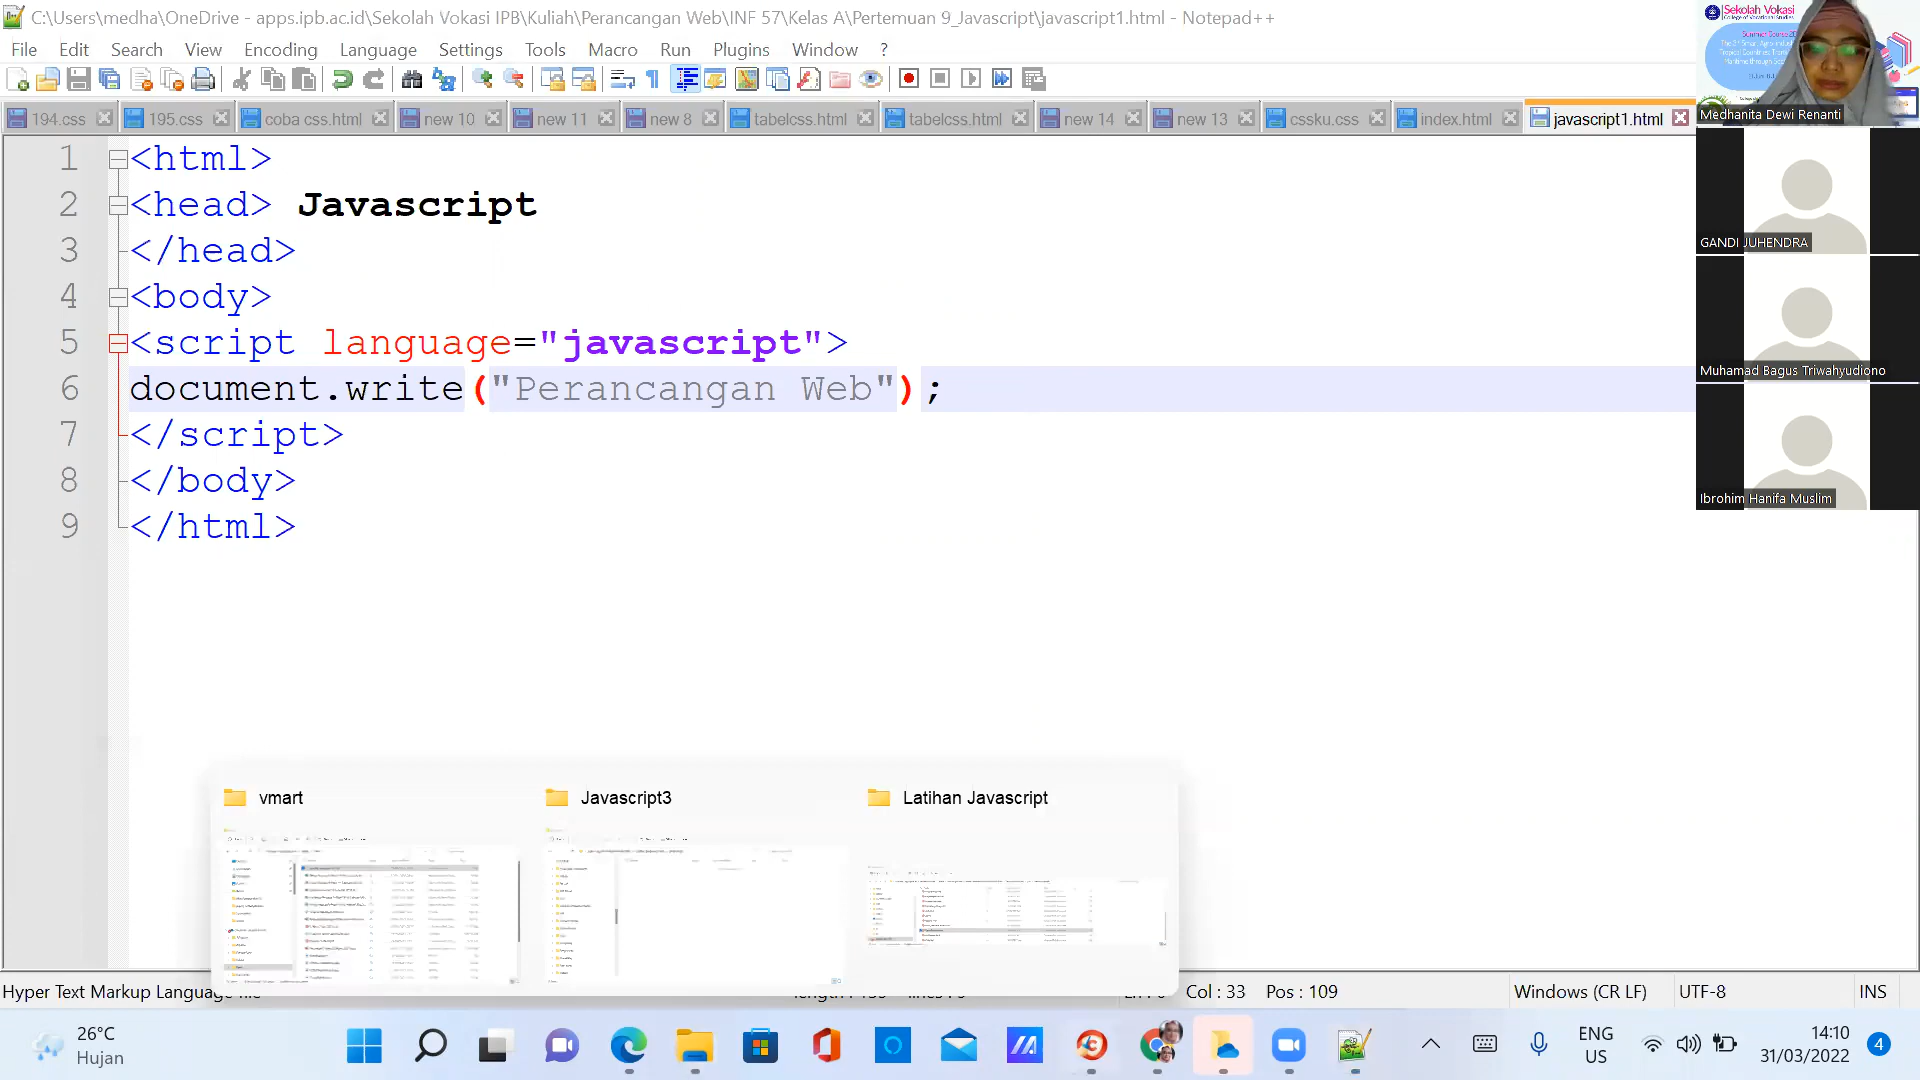 C:\Users\medha\OneDrive - apps.ipb.ac.id\Sekolah Vokasi IPB\Kuliah\Perancangan Web\INF 57\Kelas A\Pertemuan 9_Javascript\javascript1.html - Notepad++
File Edit Search View Encoding Language Settings Tools Macro Run Plugins Window ?
194.css 195.css coba css.html new 10 new 11 new 8 tabelcss.html tabelcss.html new 14 new 13 cssku.css index.html javascript1.html
1 <html>
2 <head> Javascript
3 </head>
4 <body>
5 <script language="javascript">
6 document.write("Perancangan Web");
7 </script>
8 </body>
9 </html>
Sekolah Vokasi
College of Vocational Studies
Medhanita Dewi Renanti
GANDI JUHENDRA
Muhamad Bagus Triwahyudiono
Ibrohim Hanifa Muslim
vmart
Javascript3
Latihan Javascript
Hyper Text Markup Language Col : 33 Pos : 109 Windows (CR LF) UTF-8 INS
26°C
Hujan
ENG
US
14:10
31/03/2022
4